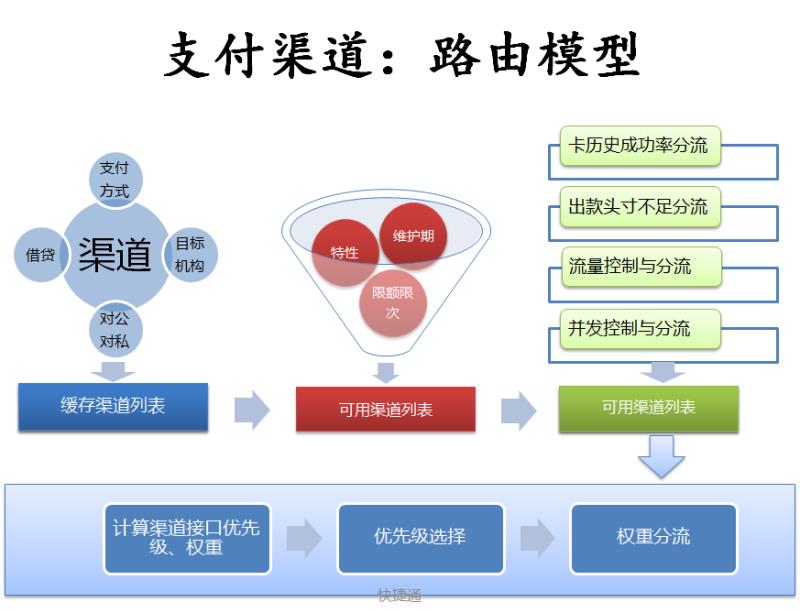 支付渠道：路由模型
支付
方式
借贷
渠道
目标
机构
对公
对私
缓存渠道列表
特性
维护期
限额限
次
可用渠道列表
卡历史成功率分流
出款头寸不足分流
流量控制与分流
并发控制与分流
可用渠道列表
计算渠道接口优先
级、权重
优先级选择
权重分流
快捷通